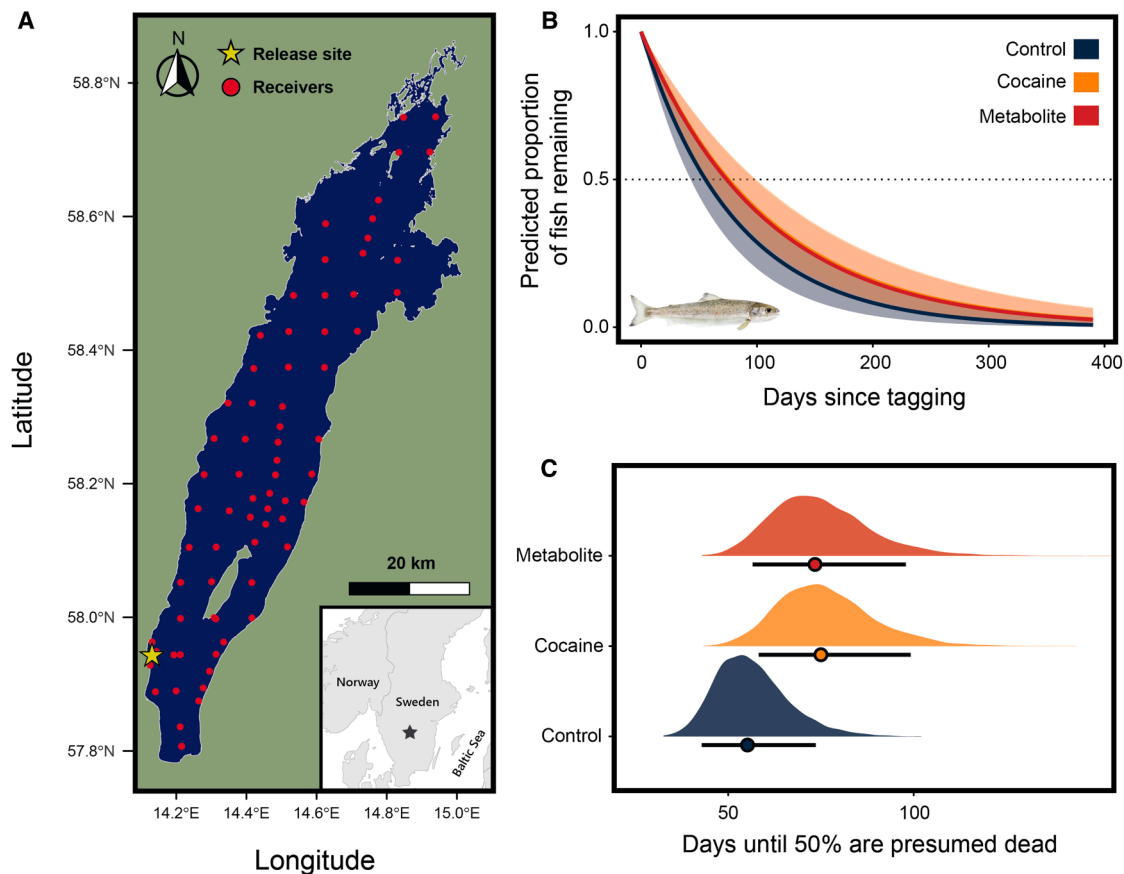 A
N
Release site
Receivers
58.8°N
58.6°N
58.4°N
58.2°N
58.0°N
57.8°N
Latitude
20 km
Norway
Sweden
Baltic Sea
14.2°E
14.4°E
14.6°E
14.8°E
15.0°E
Longitude
B
Predicted proportion
of fish remaining
1.0
0.5
0.0
Control
Cocaine
Metabolite
0
100
200
300
400
Days since tagging
C
Metabolite
Cocaine
Control
50
100
Days until 50% are presumed dead